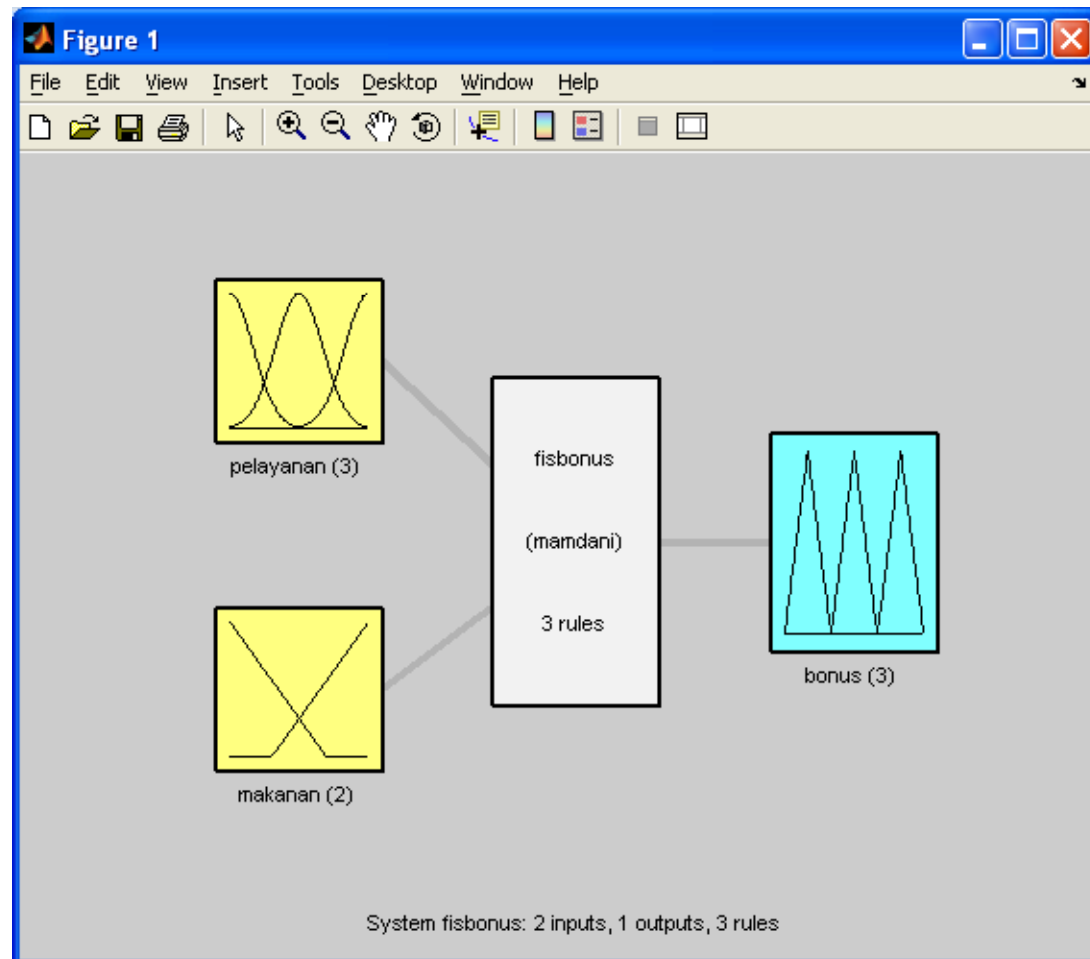 Figure 1
File Edit View Insert Tools Desktop Window Help
pelayanan (3)
fisbonus
(mamdani)
3 rules
makanan (2)
bonus (3)
System fisbonus: 2 inputs, 1 outputs, 3 rules